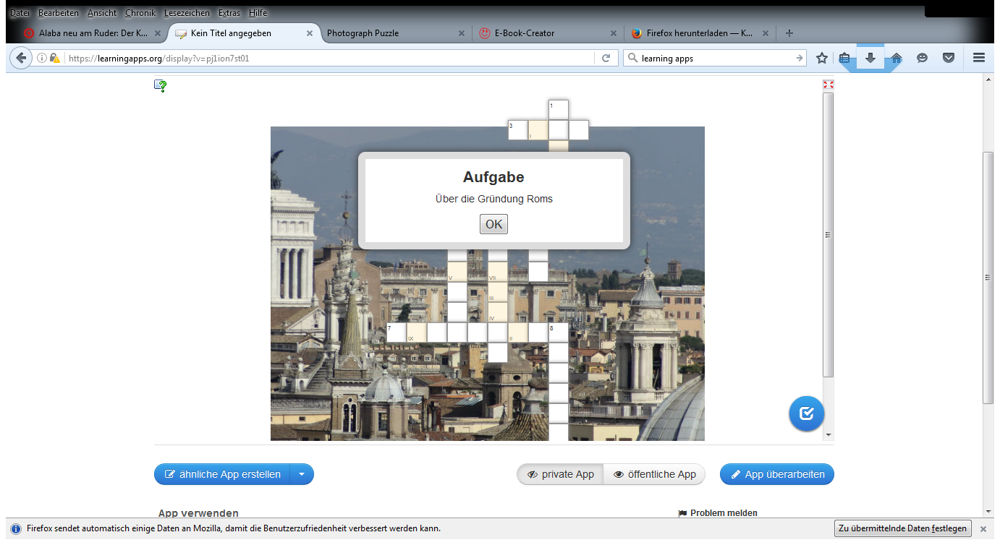 Datei Bearbeiten Ansicht Chronik Lesezeichen Extras Hilfe
Alaba neu am Ruder: Der K...
Kein Titel angegeben
Photograph Puzzle
E-Book-Creator
Firefox herunterladen — K...
https://learningapps.org/display?v=pj1ion7st01
learning apps
1
3
I
Aufgabe
Über die Gründung Roms
OK
V
VII
III
IV
7
IX
II
8
ähnliche App erstellen
private App
öffentliche App
App überarbeiten
App verwenden
Problem melden
Firefox sendet automatisch einige Daten an Mozilla, damit die Benutzerzufriedenheit verbessert werden kann.
Zu übermittelnde Daten festlegen